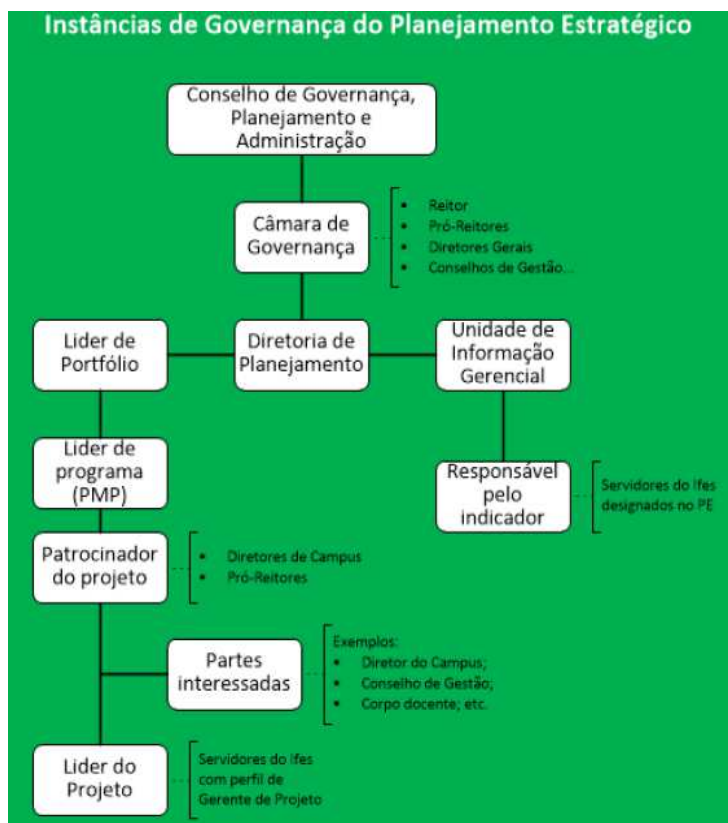 Instâncias de Governança do Planejamento Estratégico
Conselho de Governança,
Planejamento e
Administração
Câmara de
Governança
• Reitor
• Pró-Reitores
• Diretores Gerais
• Conselhos de Gestão...
Lider de
Portfólio
Diretoria de
Planejamento
Unidade de
Informação
Gerencial
Lider de
programa
(PMP)
Responsável
pelo
indicador
Servidores do Ifes
designados no PE
Patrocinador
do projeto
• Diretores de Campus
• Pró-Reitores
Partes
interessadas
Exemplos:
• Diretor do Campus;
• Conselho de Gestão;
• Corpo docente; etc.
Lider do
Projeto
Servidores do Ifes
com perfil de
Gerente de Projeto